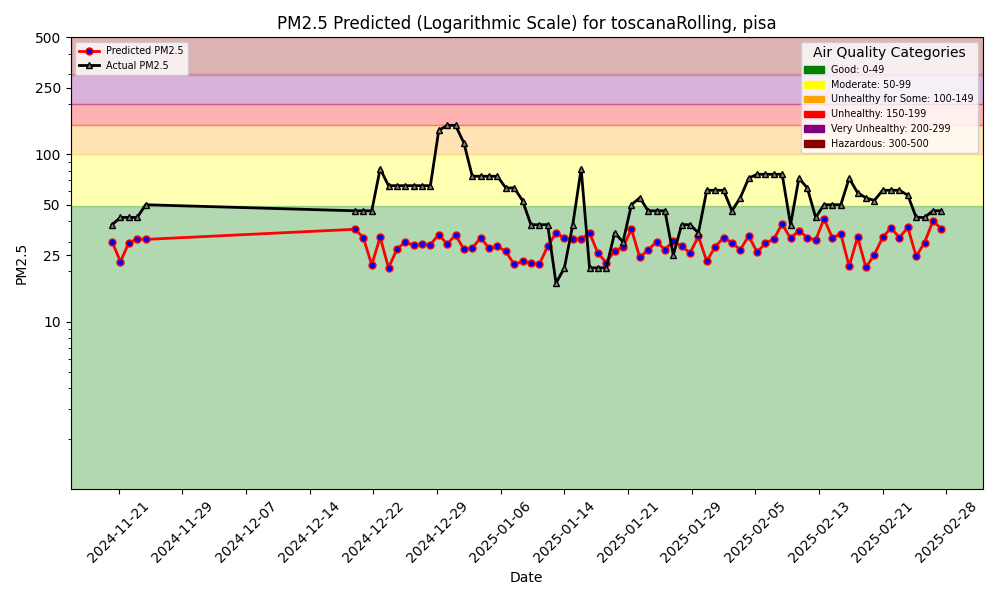 PM2.5 Predicted (Logarithmic Scale) for toscanaRolling, pisa
500
250
100
50
25
10
PM2.5
Predicted PM2.5
Actual PM2.5
Air Quality Categories
Good: 0-49
Moderate: 50-99
Unhealthy for Some: 100-149
Unhealthy: 150-199
Very Unhealthy: 200-299
Hazardous: 300-500
2024-11-21
2024-11-29
2024-12-07
2024-12-14
2024-12-22
2024-12-29
2025-01-06
2025-01-14
2025-01-21
2025-01-29
2025-02-05
2025-02-13
2025-02-21
2025-02-28
Date